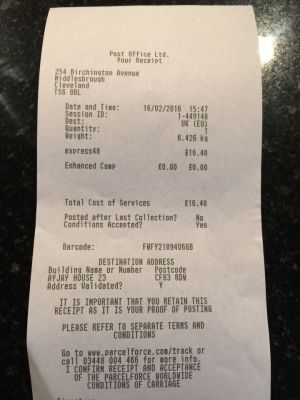 Post Office Ltd.
Your Receipt
254 Birchington Avenue
Middlesbrough
Cleveland
TS6 8BL
Date and Time: 16/02/2016 15:47
Session ID: 1-449148
Dest: UK (EU)
Quantity: 1
Weight: 6.426 kg
express48 £16.40
Enhanced Comp £0.00 £0.00
Total Cost of Services £16.40
Posted after Last Collection? No
Conditions Accepted? Yes
Barcode: FWFY2189406GB
DESTINATION ADDRESS
Building Name or Number Postcode
AYJAY HOUSE 23 CF83 8DW
Address Validated? Y
IT IS IMPORTANT THAT YOU RETAIN THIS
RECEIPT AS IT IS YOUR PROOF OF POSTING
PLEASE REFER TO SEPARATE TERMS AND
CONDITIONS
Go to www.parcelforce.com/track or
call 03448 004 466 for more info.
I CONFIRM RECEIPT AND ACCEPTANCE
OF THE PARCELFORCE WORLDWIDE
CONDITIONS OF CARRIAGE